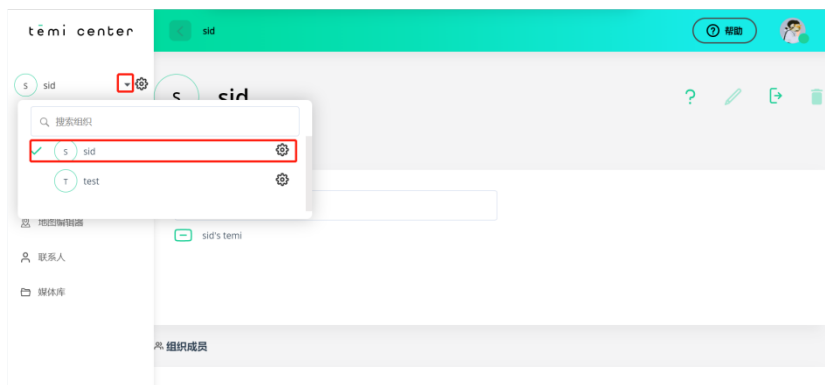 tēmi center
sid
帮助
S sid
S sid
搜索组织
S sid
T test
地图编辑器
sid's temi
联系人
媒体库
组织成员